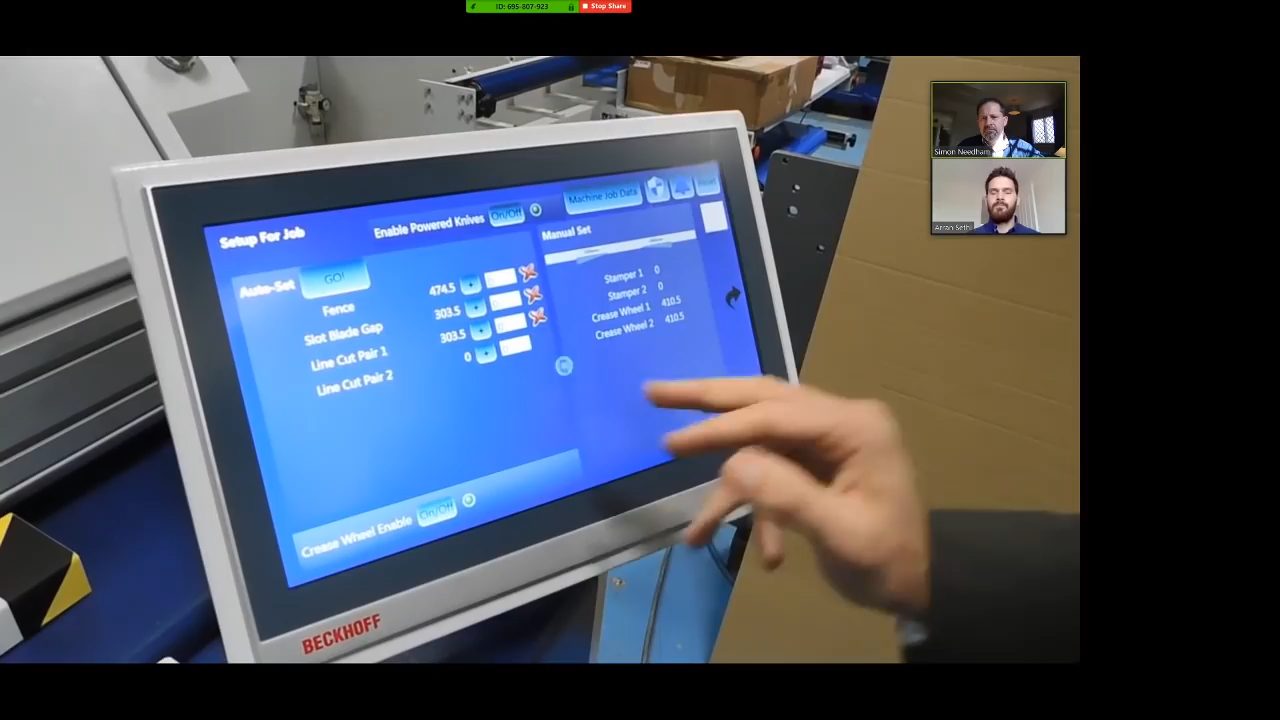 ID: 695-807-923
Stop Share
Simon Needham
Arran Sethi
Setup For Job
Enable Powered Knives On/Off
Machine Job Data
Reset
Auto-Set GO!
Manual Set
Fence 474.5
Slot Blade Gap 303.5
Line Cut Pair 1 303.5
Line Cut Pair 2 0
Stamper 1 0
Stamper 2 0
Crease Wheel 1 410.5
Crease Wheel 2 410.5
Crease Wheel Enable On/Off
BECKHOFF